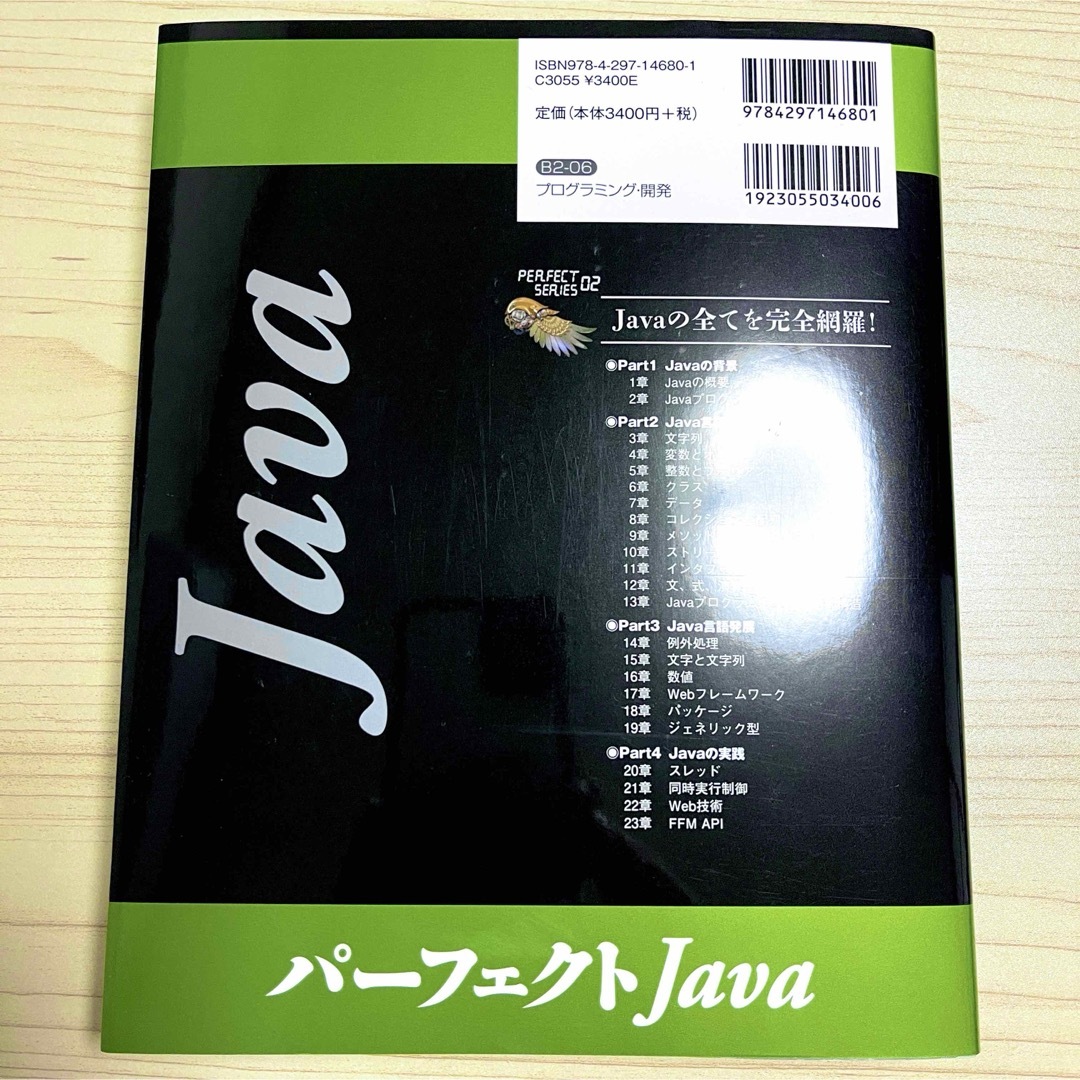 ISBN978-4-297-14680-1
C3055 ¥3400E
定価(本体3400円+税)
B2-06
プログラミング・開発
9784297146801
1923055034006
PERFECT
SERIES 02
Javaの全てを完全網羅!
◉Part1 Javaの背景
1章 Javaの概要
2章 Javaプログ
◉Part2 Java言
3章 文字列
4章 変数と
5章 整数と
6章 クラス
7章 データ
8章 コレクション
9章 メソッド
10章 ストリー
11章 インタフ
12章 文、式、
13章 Javaプログ
◉Part3 Java言語発展
14章 例外処理
15章 文字と文字列
16章 数値
17章 Webフレームワーク
18章 パッケージ
19章 ジェネリック型
◉Part4 Javaの実践
20章 スレッド
21章 同時実行制御
22章 Web技術
23章 FFM API
Java
パーフェクトJava